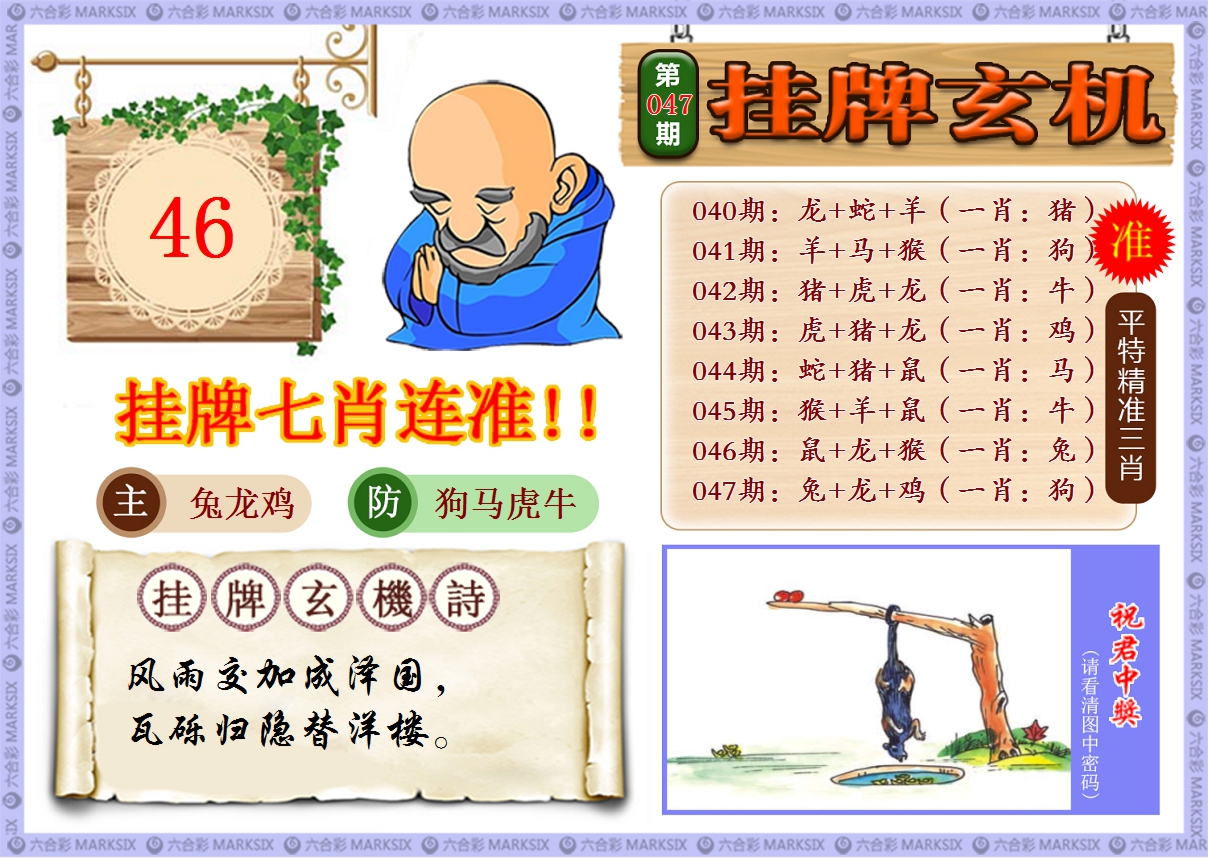 六合彩 MARKSIX
46
挂牌七肖连准!!
主 兔龙鸡
防 狗马虎牛
挂牌玄機詩
风雨交加成泽国，
瓦砾归隐替洋楼。
第047期
挂牌玄机
040期：龙+蛇+羊（一肖：猪）
041期：羊+马+猴（一肖：狗）
042期：猪+虎+龙（一肖：牛）
043期：虎+猪+龙（一肖：鸡）
044期：蛇+猪+鼠（一肖：马）
045期：猴+羊+鼠（一肖：牛）
046期：鼠+龙+猴（一肖：兔）
047期：兔+龙+鸡（一肖：狗）
准
平特精准三肖
祝君中奖
（请看清图中密码）